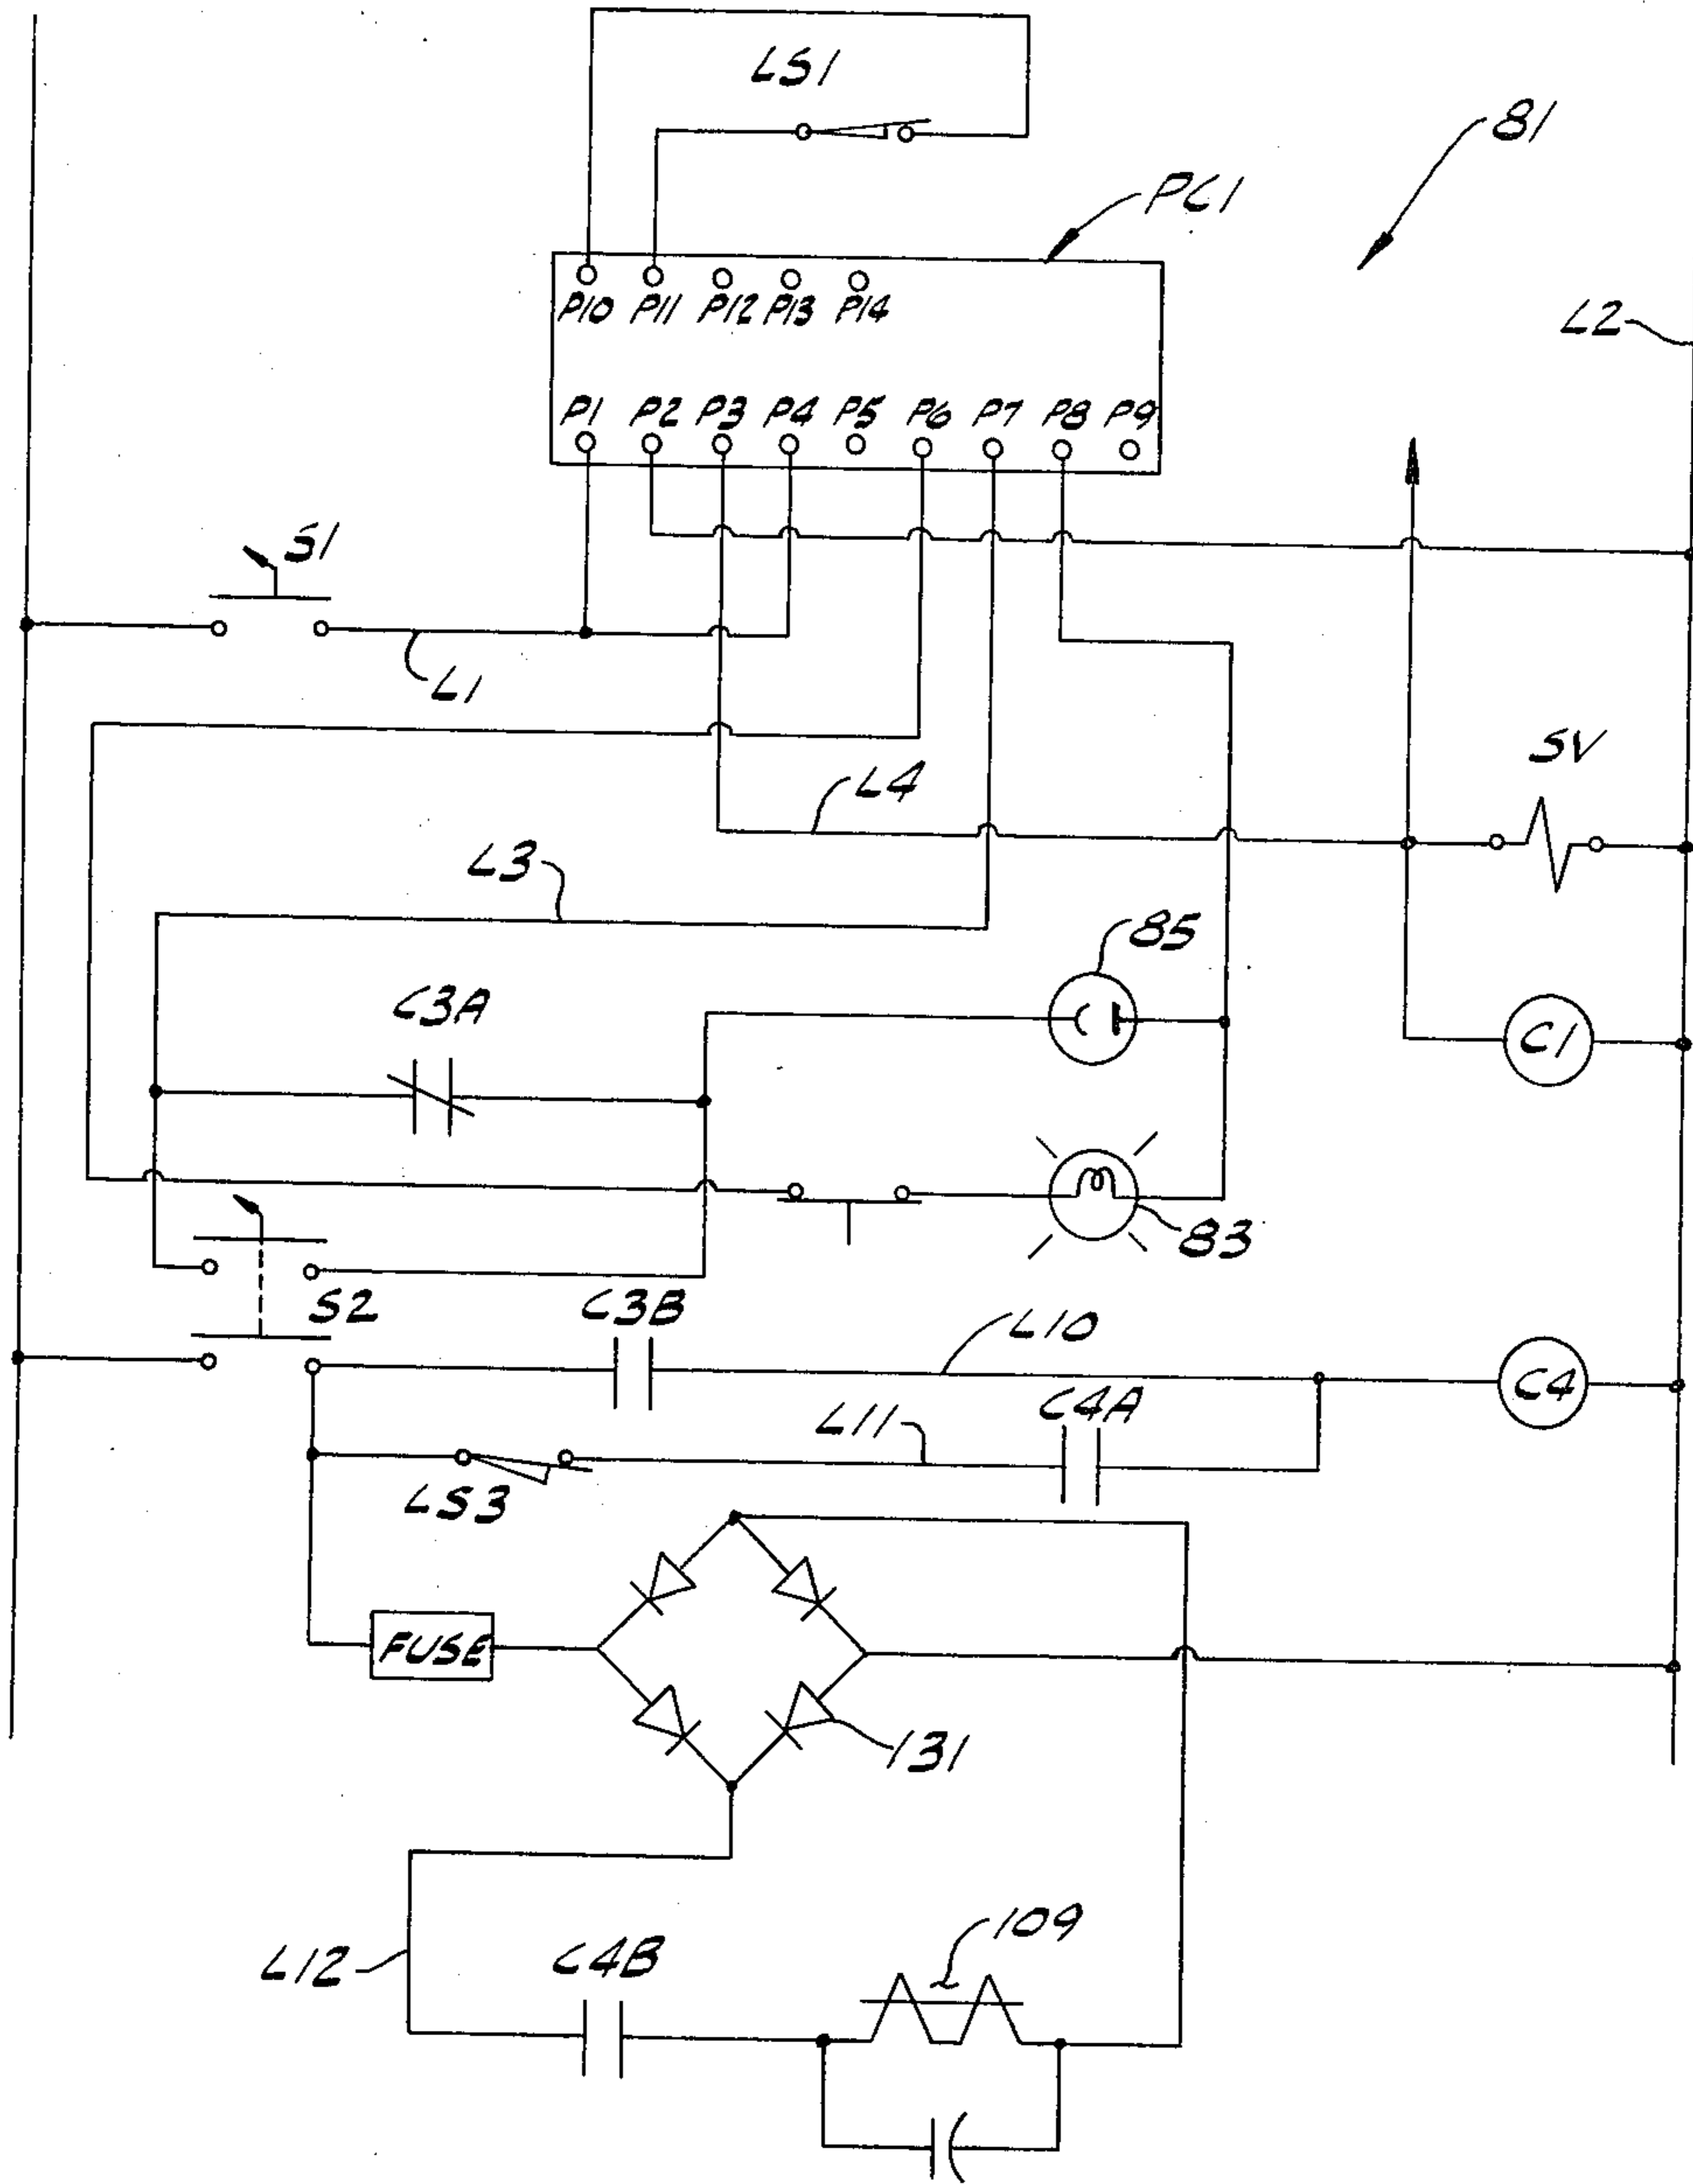 LS1
81
PC1
P10 P11 P12 P13 P14
L2
P1 P2 P3 P4 P5 P6 P7 P8 P9
S1
L1
SV
L4
L3
85
C3A
C1
83
S2
C3B
L10
C4
C4A
L11
LS3
FUSE
131
109
C4B
L12